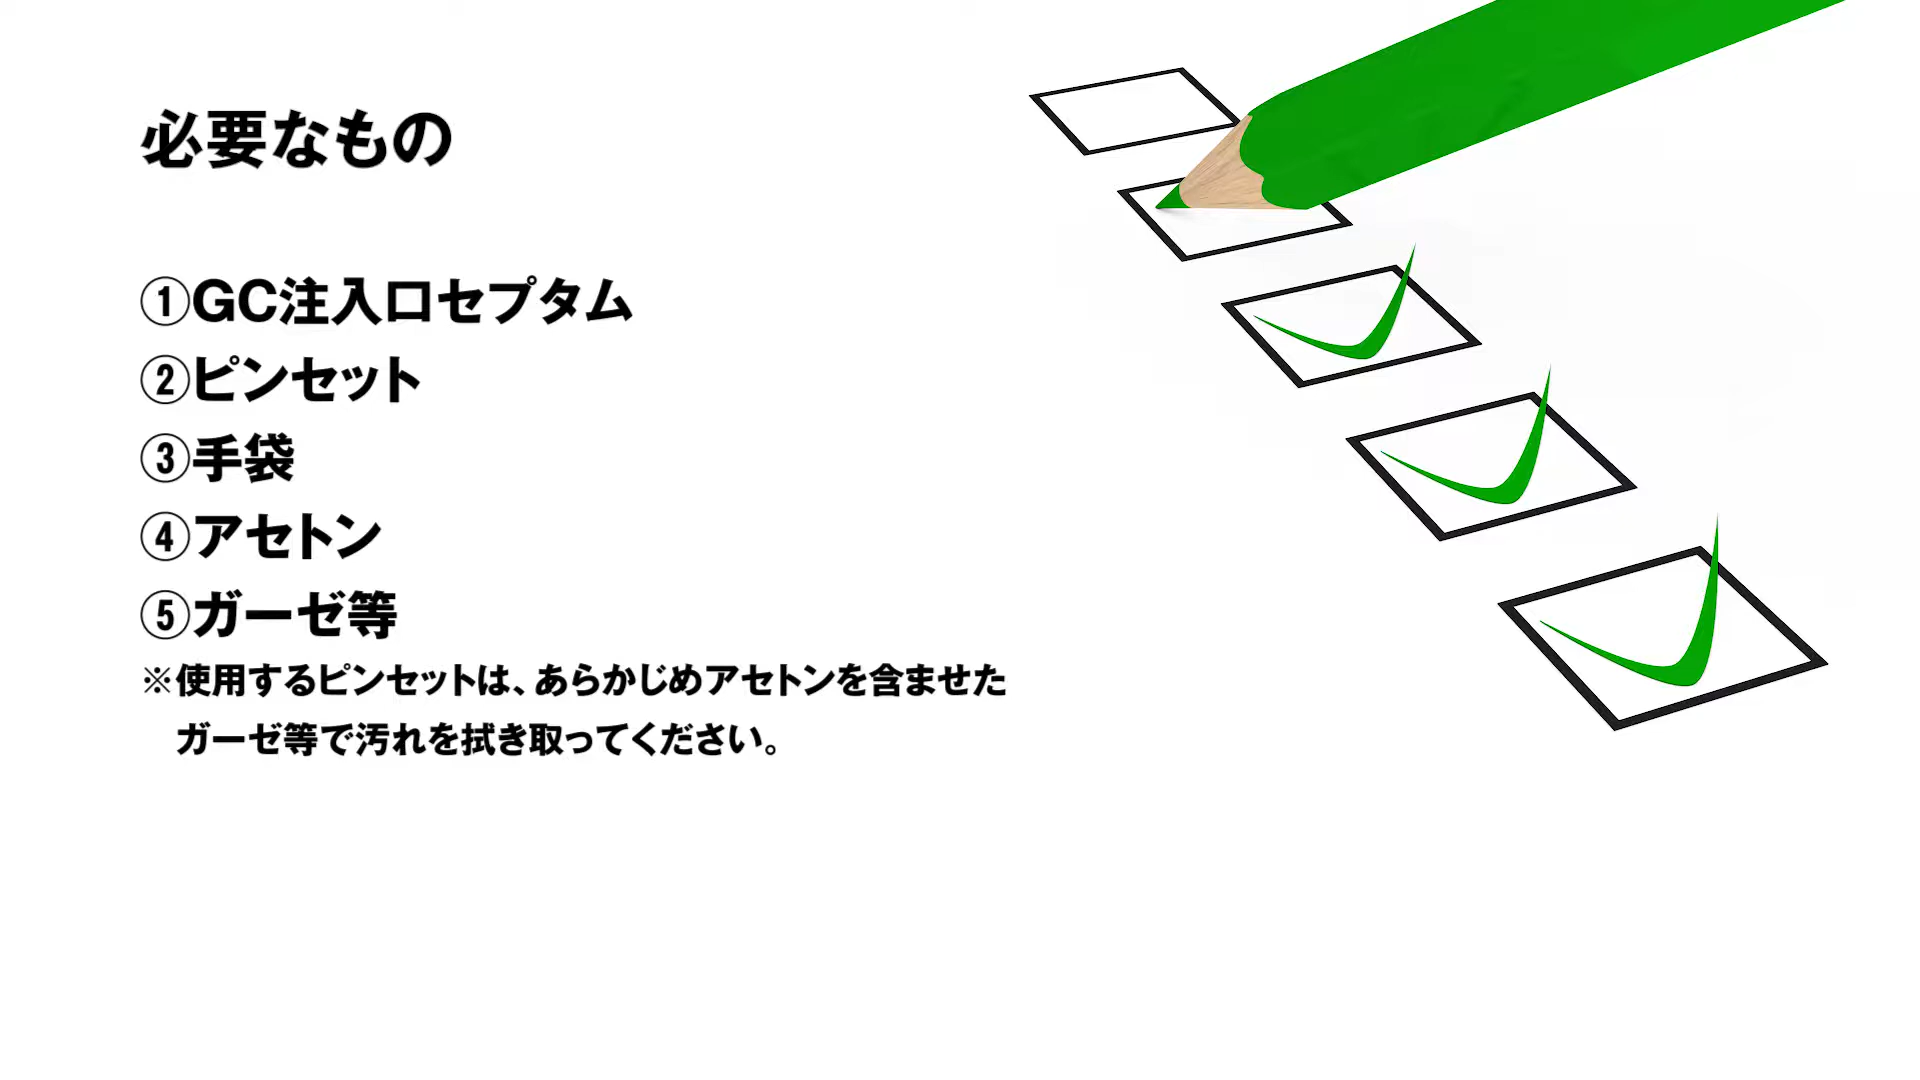 必要なもの
①GC注入口セプタム
②ピンセット
③手袋
④アセトン
⑤ガーゼ等
※使用するピンセットは、あらかじめアセトンを含ませた
ガーゼ等で汚れを拭き取ってください。